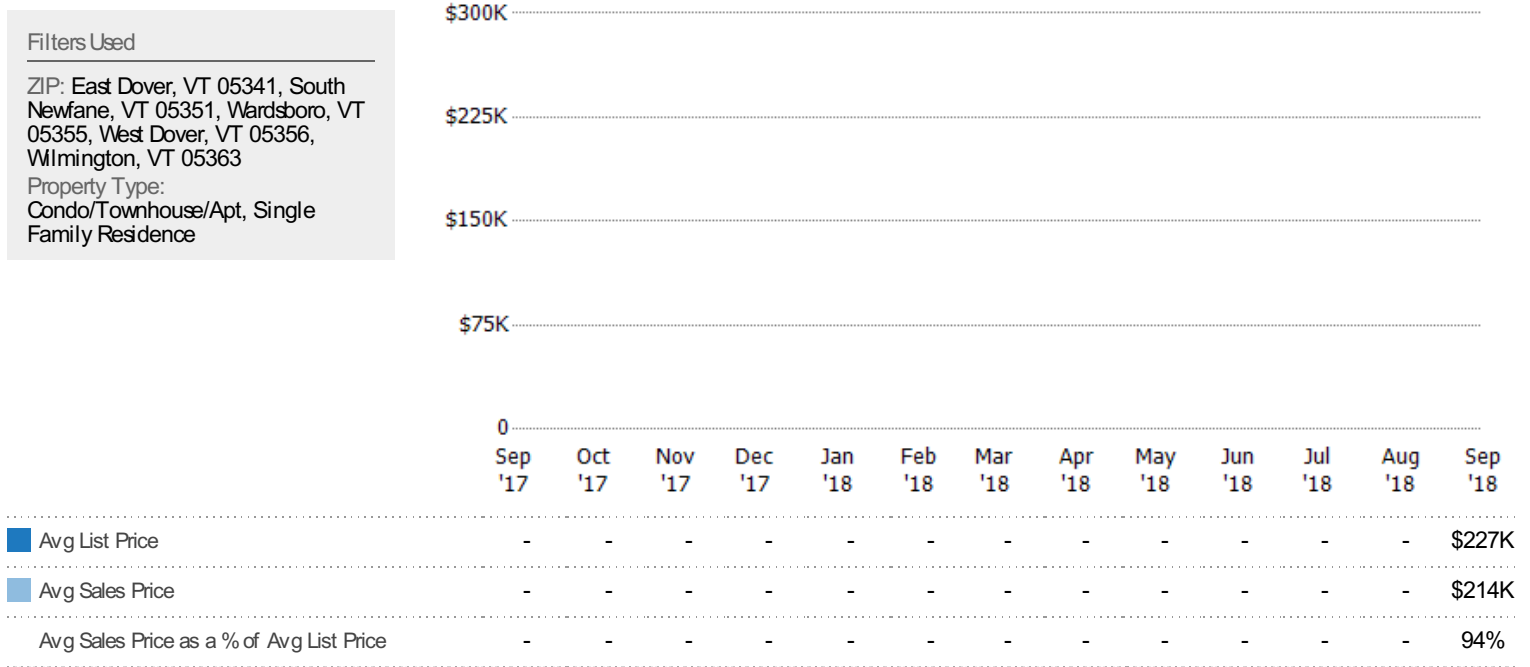 Filters Used
ZIP: East Dover, VT 05341, South
Newfane, VT 05351, Wardsboro, VT
05355, West Dover, VT 05356,
Wilmington, VT 05363
Property Type:
Condo/Townhouse/Apt, Single
Family Residence
$300K
$225K
$150K
$75K
0
Sep Oct Nov Dec Jan Feb Mar Apr May Jun Jul Aug Sep
'17 '17 '17 '17 '18 '18 '18 '18 '18 '18 '18 '18 '18
Avg List Price - - - - - - - - - - - - $227K
Avg Sales Price - - - - - - - - - - - - $214K
Avg Sales Price as a % of Avg List Price - - - - - - - - - - - - 94%